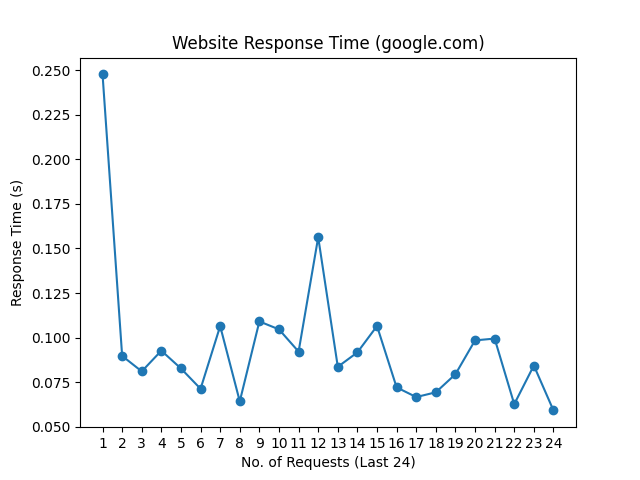 Website Response Time (google.com)
0.250
0.225
0.200
0.175
0.150
0.125
0.100
0.075
0.050
Response Time (s)
1 2 3 4 5 6 7 8 9 10 11 12 13 14 15 16 17 18 19 20 21 22 23 24
No. of Requests (Last 24)